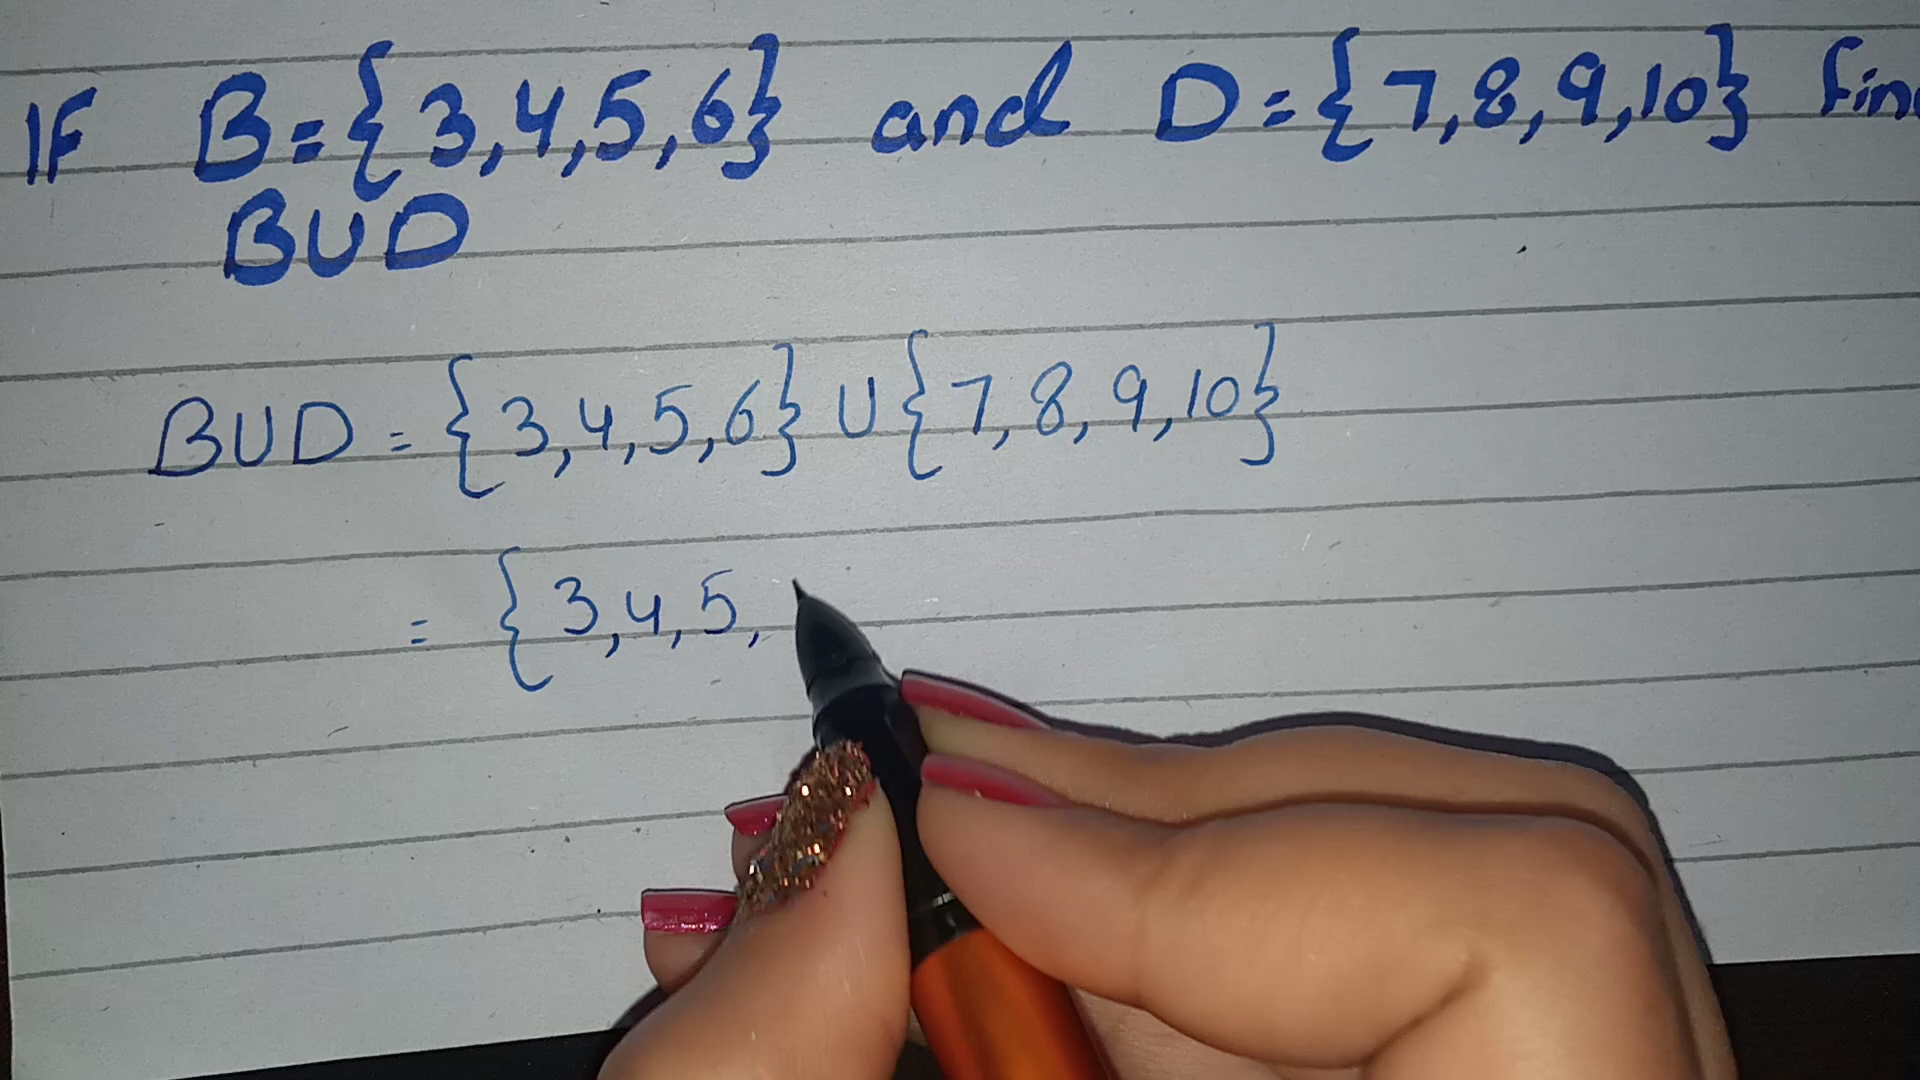 IF B={3,4,5,6} and D={7,8,9,10} Fin
BUD
BUD = {3,4,5,6} U {7,8,9,10}
= {3,4,5,